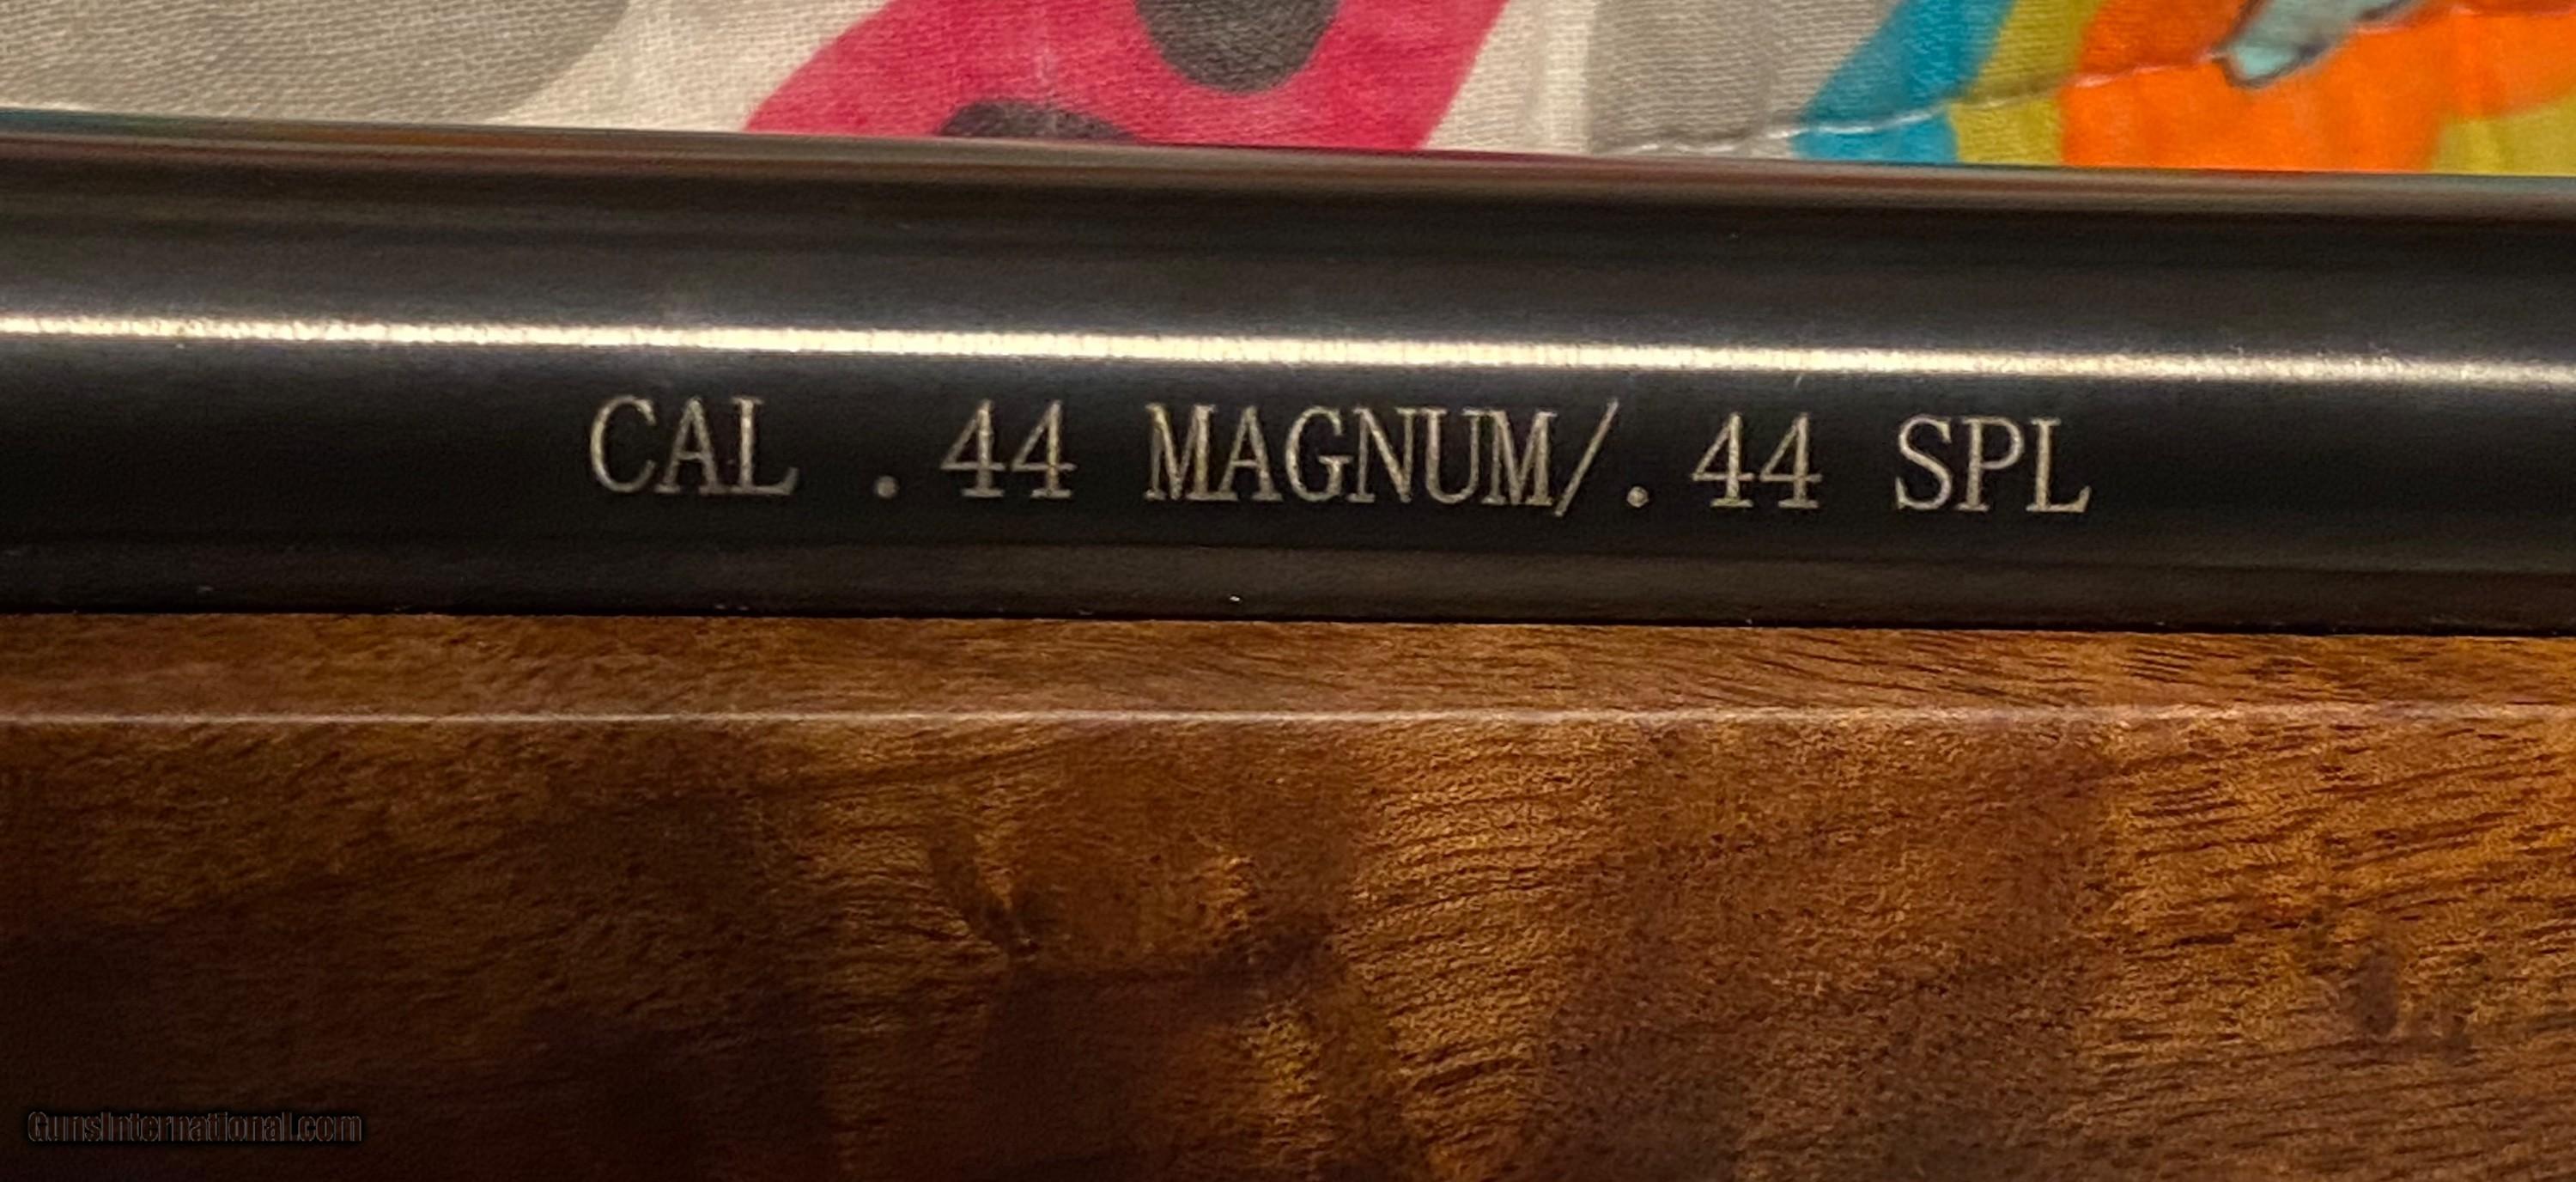 CAL .44 MAGNUM/.44 SPL
GunsInternational.com